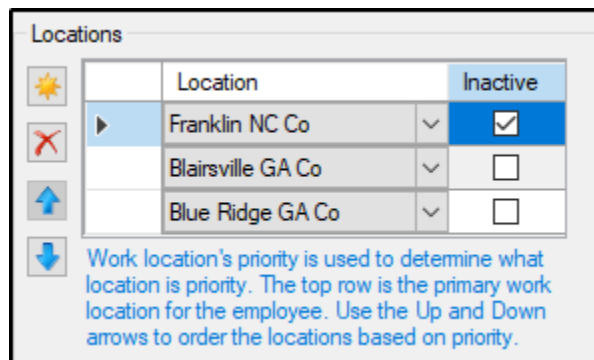 Locations
Location Inactive
Franklin NC Co
Blairsville GA Co
Blue Ridge GA Co
Work location's priority is used to determine what
location is priority. The top row is the primary work
location for the employee. Use the Up and Down
arrows to order the locations based on priority.